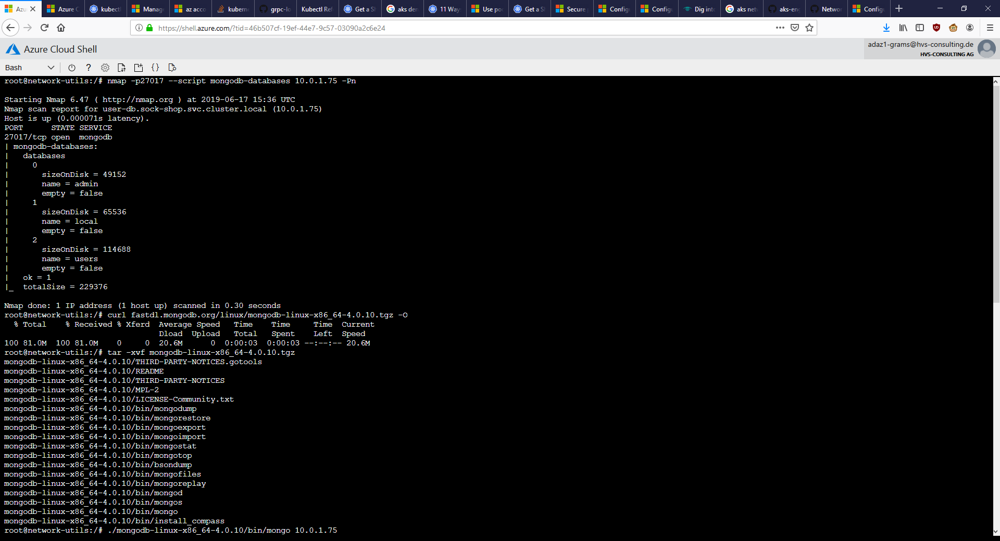 Azu
Azure C
kubectl
Manage
az acco
kuberne
grpc-lo
Kubectl Ref
Get a Sh
aks den
11 Way
Use po
Get a Sh
Secure
Configu
Configu
Dig into
aks net
aks-eng
Networ
Configu
https://shell.azure.com/?tid=46b507cf-19ef-44e7-9c57-03090a2c6e24
Azure Cloud Shell
adaz1-grams@hvs-consulting.de
HVS-CONSULTING AG
Bash
root@network-utils:/# nmap -p27017 --script mongodb-databases 10.0.1.75 -Pn
Starting Nmap 6.47 ( http://nmap.org ) at 2019-06-17 15:36 UTC
Nmap scan report for user-db.sock-shop.svc.cluster.local (10.0.1.75)
Host is up (0.000071s latency).
PORT      STATE SERVICE
27017/tcp open  mongodb
| mongodb-databases:
|   databases
|     0
|       sizeOnDisk = 49152
|       name = admin
|       empty = false
|     1
|       sizeOnDisk = 65536
|       name = local
|       empty = false
|     2
|       sizeOnDisk = 114688
|       name = users
|       empty = false
|   ok = 1
|_  totalSize = 229376
Nmap done: 1 IP address (1 host up) scanned in 0.30 seconds
root@network-utils:/# curl fastdl.mongodb.org/linux/mongodb-linux-x86_64-4.0.10.tgz -O
  % Total    % Received % Xferd  Average Speed   Time    Time     Time  Current
                                 Dload  Upload   Total   Spent    Left  Speed
100 81.0M  100 81.0M    0     0  20.6M      0  0:00:03  0:00:03 --:--:-- 20.6M
root@network-utils:/# tar -xvf mongodb-linux-x86_64-4.0.10.tgz
mongodb-linux-x86_64-4.0.10/THIRD-PARTY-NOTICES.gotools
mongodb-linux-x86_64-4.0.10/README
mongodb-linux-x86_64-4.0.10/THIRD-PARTY-NOTICES
mongodb-linux-x86_64-4.0.10/MPL-2
mongodb-linux-x86_64-4.0.10/LICENSE-Community.txt
mongodb-linux-x86_64-4.0.10/bin/mongodump
mongodb-linux-x86_64-4.0.10/bin/mongorestore
mongodb-linux-x86_64-4.0.10/bin/mongoexport
mongodb-linux-x86_64-4.0.10/bin/mongoimport
mongodb-linux-x86_64-4.0.10/bin/mongostat
mongodb-linux-x86_64-4.0.10/bin/mongotop
mongodb-linux-x86_64-4.0.10/bin/bsondump
mongodb-linux-x86_64-4.0.10/bin/mongofiles
mongodb-linux-x86_64-4.0.10/bin/mongoreplay
mongodb-linux-x86_64-4.0.10/bin/mongod
mongodb-linux-x86_64-4.0.10/bin/mongos
mongodb-linux-x86_64-4.0.10/bin/mongo
mongodb-linux-x86_64-4.0.10/bin/install_compass
root@network-utils:/# ./mongodb-linux-x86_64-4.0.10/bin/mongo 10.0.1.75